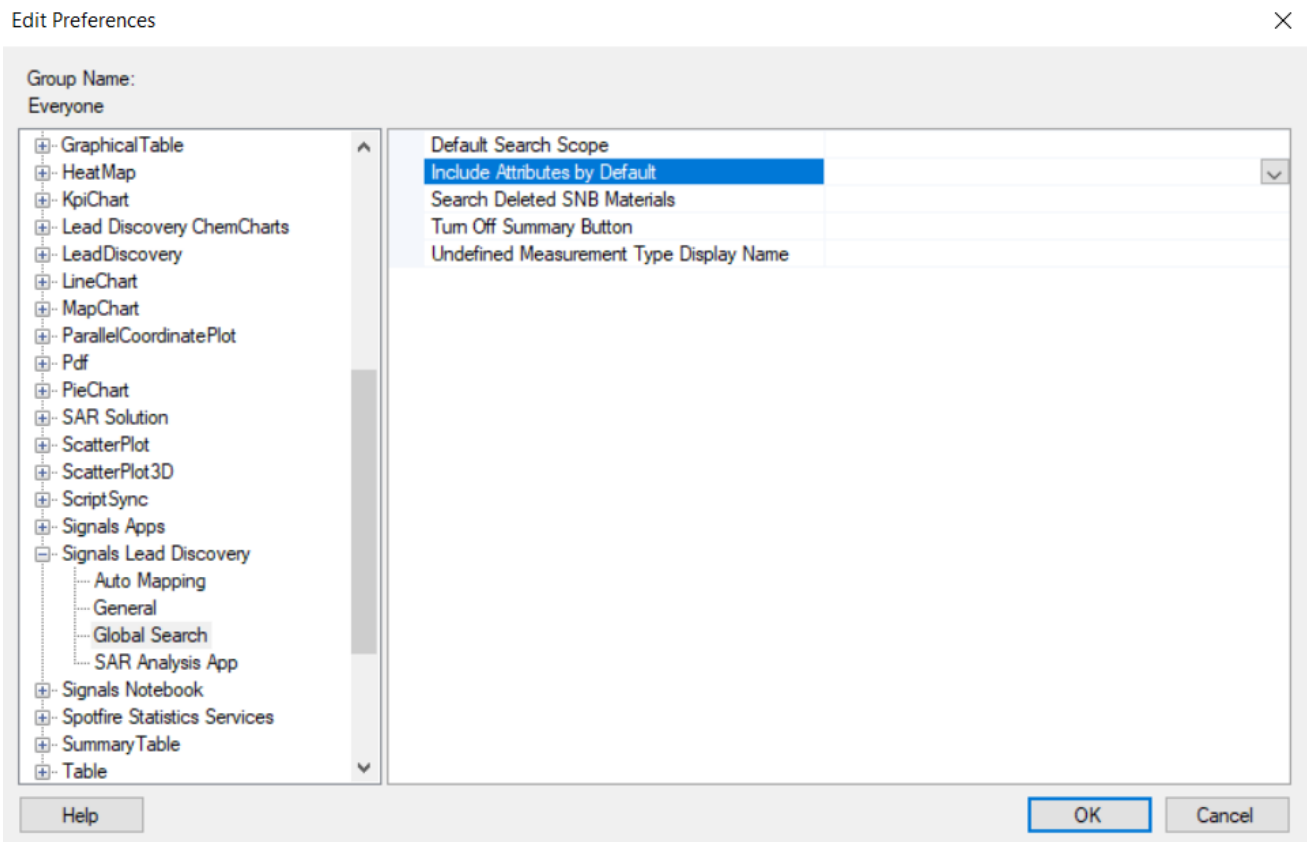 Edit Preferences
Group Name:
Everyone
GraphicalTable
HeatMap
KpiChart
Lead Discovery ChemCharts
LeadDiscovery
LineChart
MapChart
ParallelCoordinatePlot
Pdf
PieChart
SAR Solution
ScatterPlot
ScatterPlot3D
ScriptSync
Signals Apps
Signals Lead Discovery
Auto Mapping
General
Global Search
SAR Analysis App
Signals Notebook
Spotfire Statistics Services
SummaryTable
Table
Default Search Scope
Include Attributes by Default
Search Deleted SNB Materials
Turn Off Summary Button
Undefined Measurement Type Display Name
Help
OK
Cancel